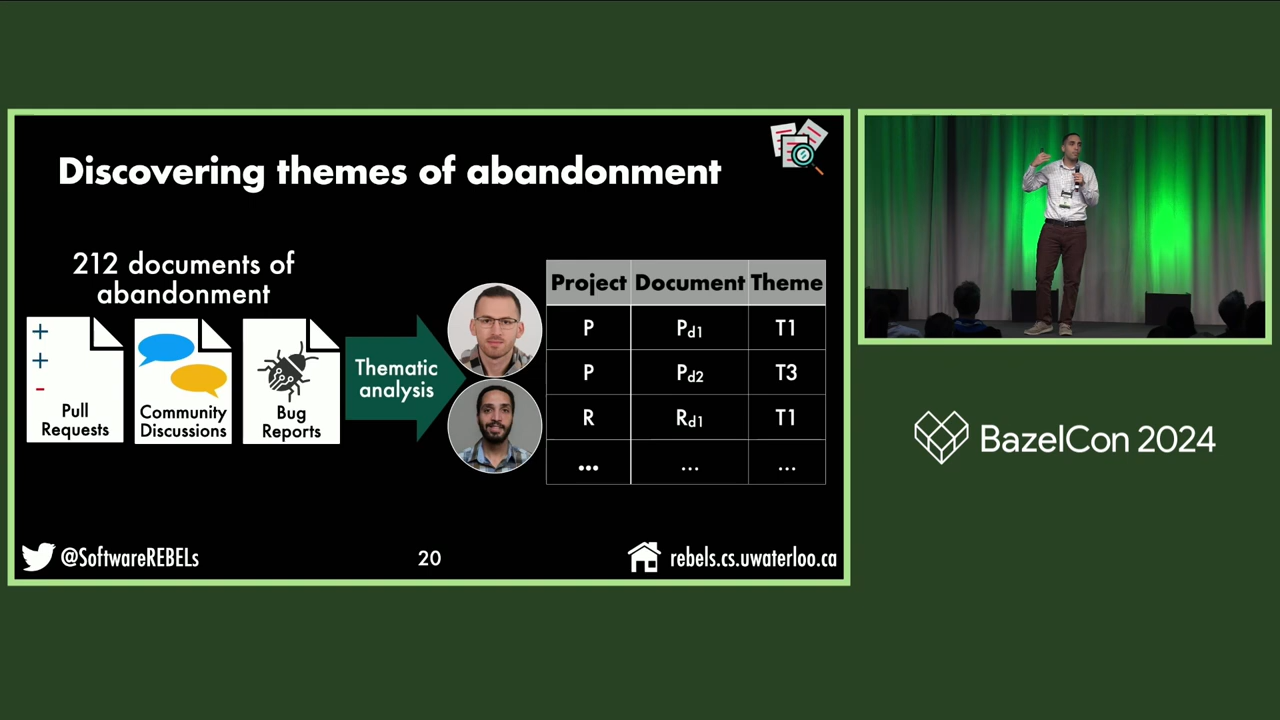 Discovering themes of abandonment
212 documents of
abandonment
Pull
Requests
Community
Discussions
Bug
Reports
Thematic
analysis
Project Document Theme
P Pd1 T1
P Pd2 T3
R Rd1 T1
... ... ...
@SoftwareREBELs
20
rebels.cs.uwaterloo.ca
BazelCon 2024